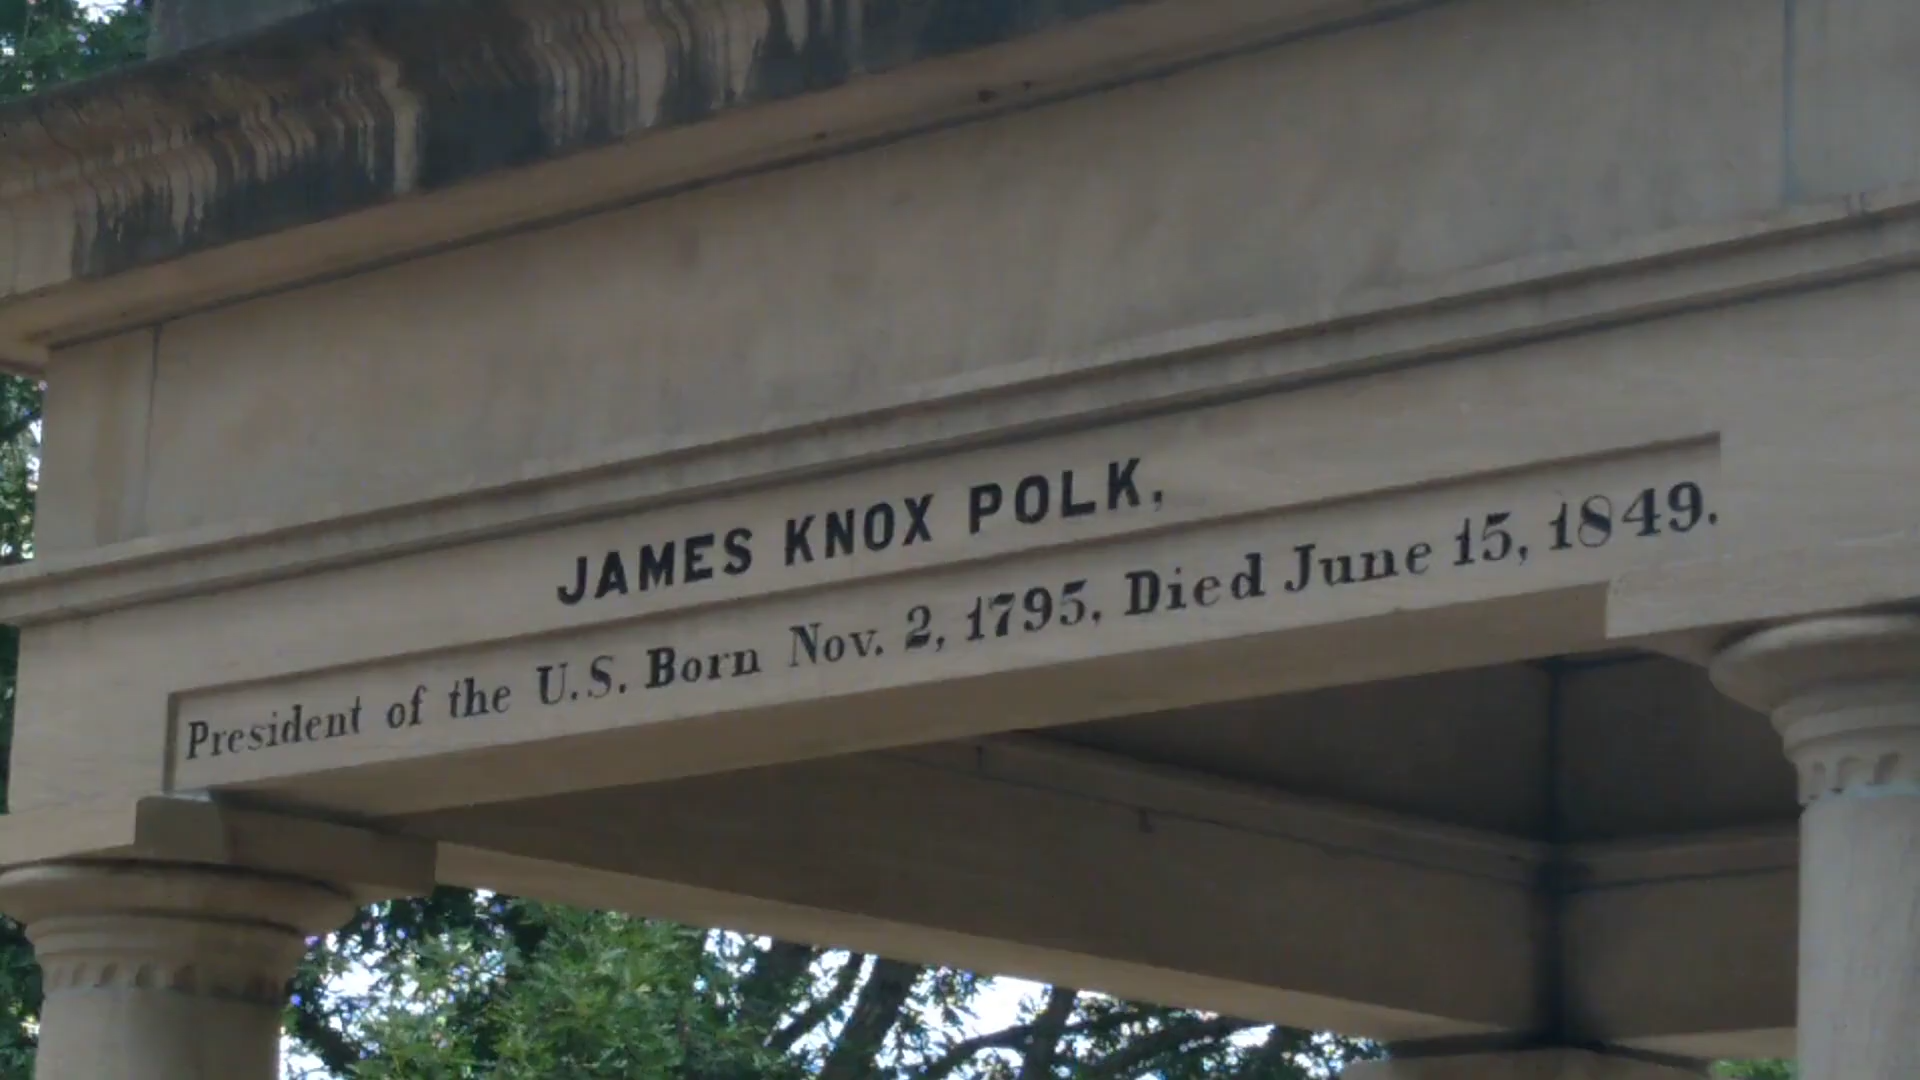 JAMES KNOX POLK,
President of the U.S. Born Nov. 2, 1795, Died June 15, 1849.